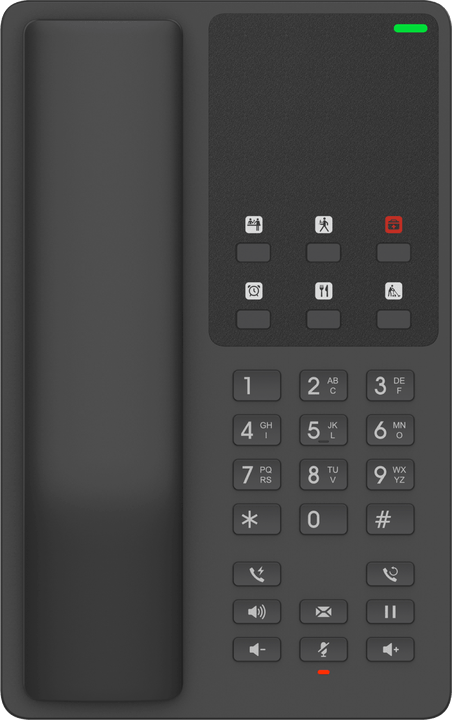 1 2 AB 3 DE
C F
4 GH 5 JK 6 MN
I L O
7 PQ 8 TU 9 WX
RS V YZ
* 0 #